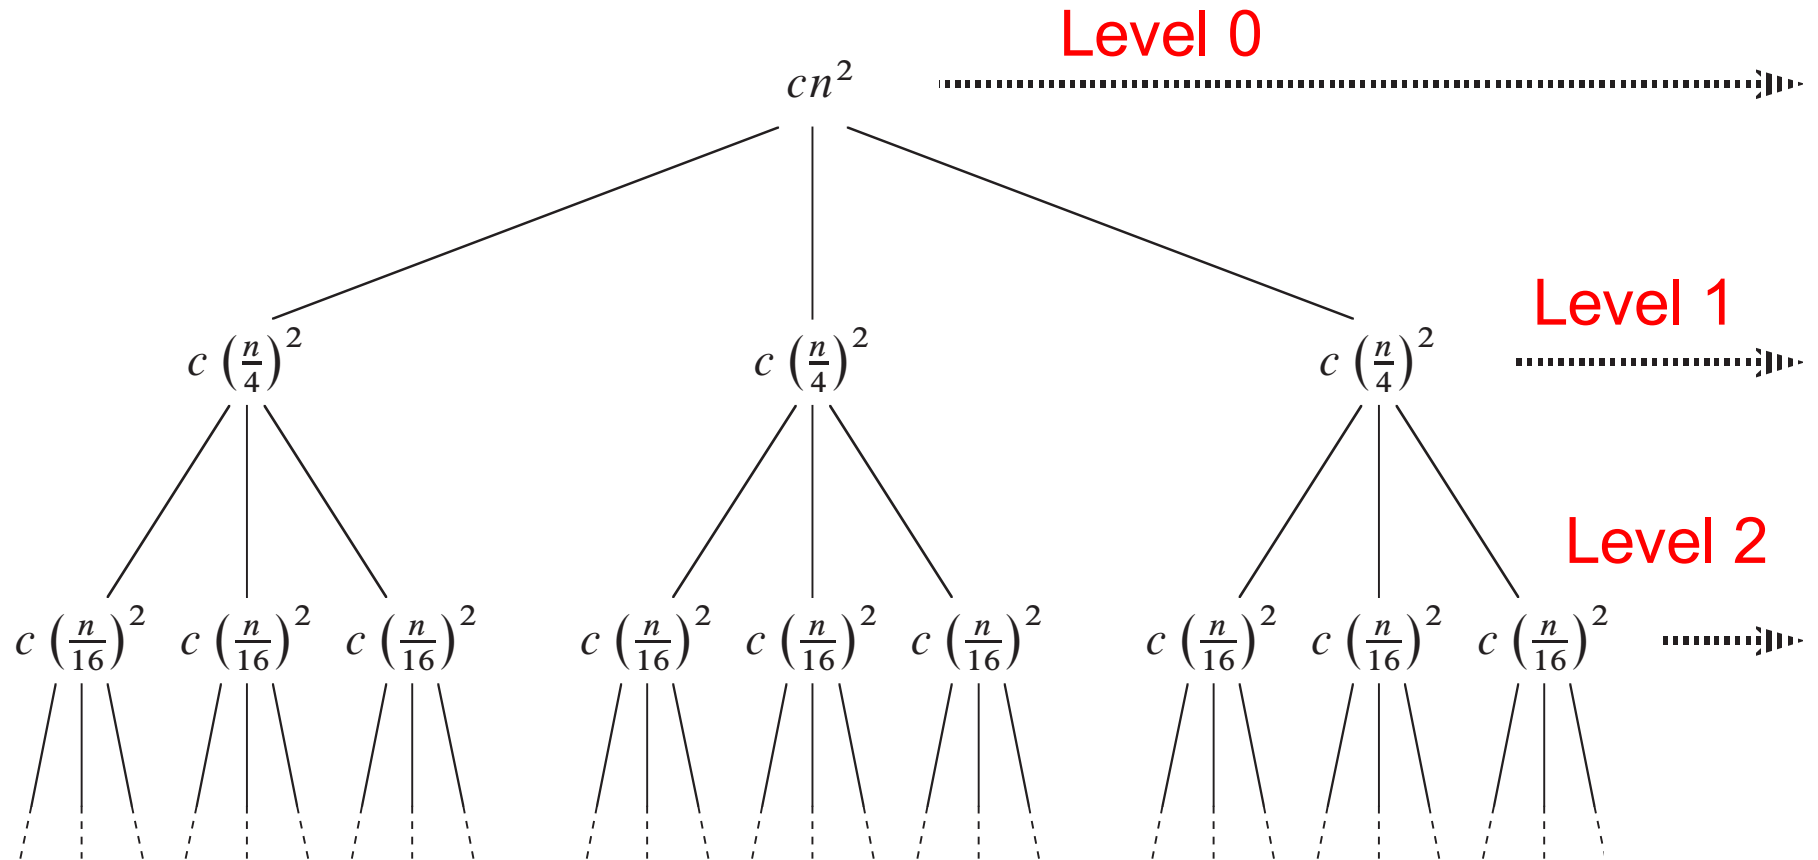 Level 0
cn²
Level 1
c (n/4)² c (n/4)² c (n/4)²
Level 2
c (n/16)² c (n/16)² c (n/16)² c (n/16)² c (n/16)² c (n/16)² c (n/16)² c (n/16)² c (n/16)²